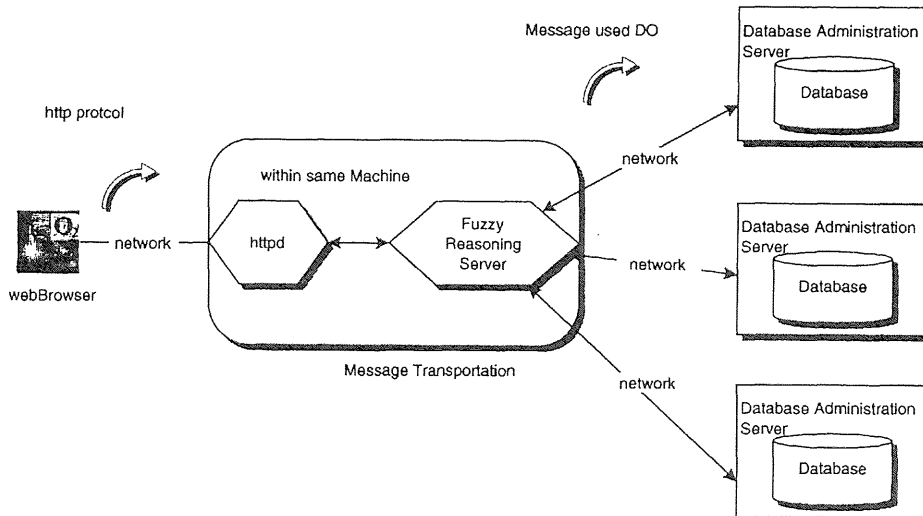 Message used DO
Database Administration
Server
Database
http protcol
network
within same Machine
httpd
Fuzzy
Reasoning
Server
network
webBrowser
Database Administration
Server
Database
network
Message Transportation
network
Database Administration
Server
Database